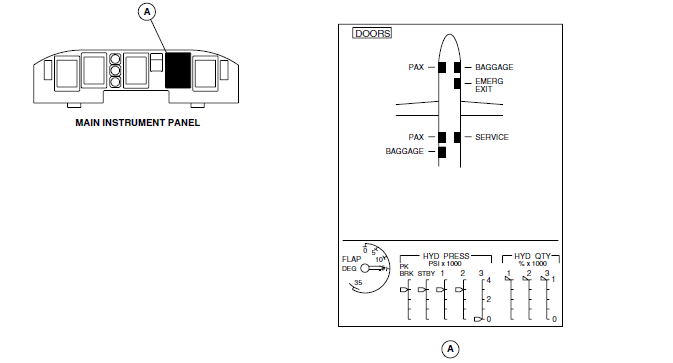 A
MAIN INSTRUMENT PANEL
DOORS
PAX
BAGGAGE
EMERG
EXIT
PAX
SERVICE
BAGGAGE
FLAP
DEG
0
5
10
35
HYD PRESS
PSI x 1000
PK
BRK STBY 1 2 3
4
2
0
HYD QTY
% x 1000
1 2 3
1
0
A